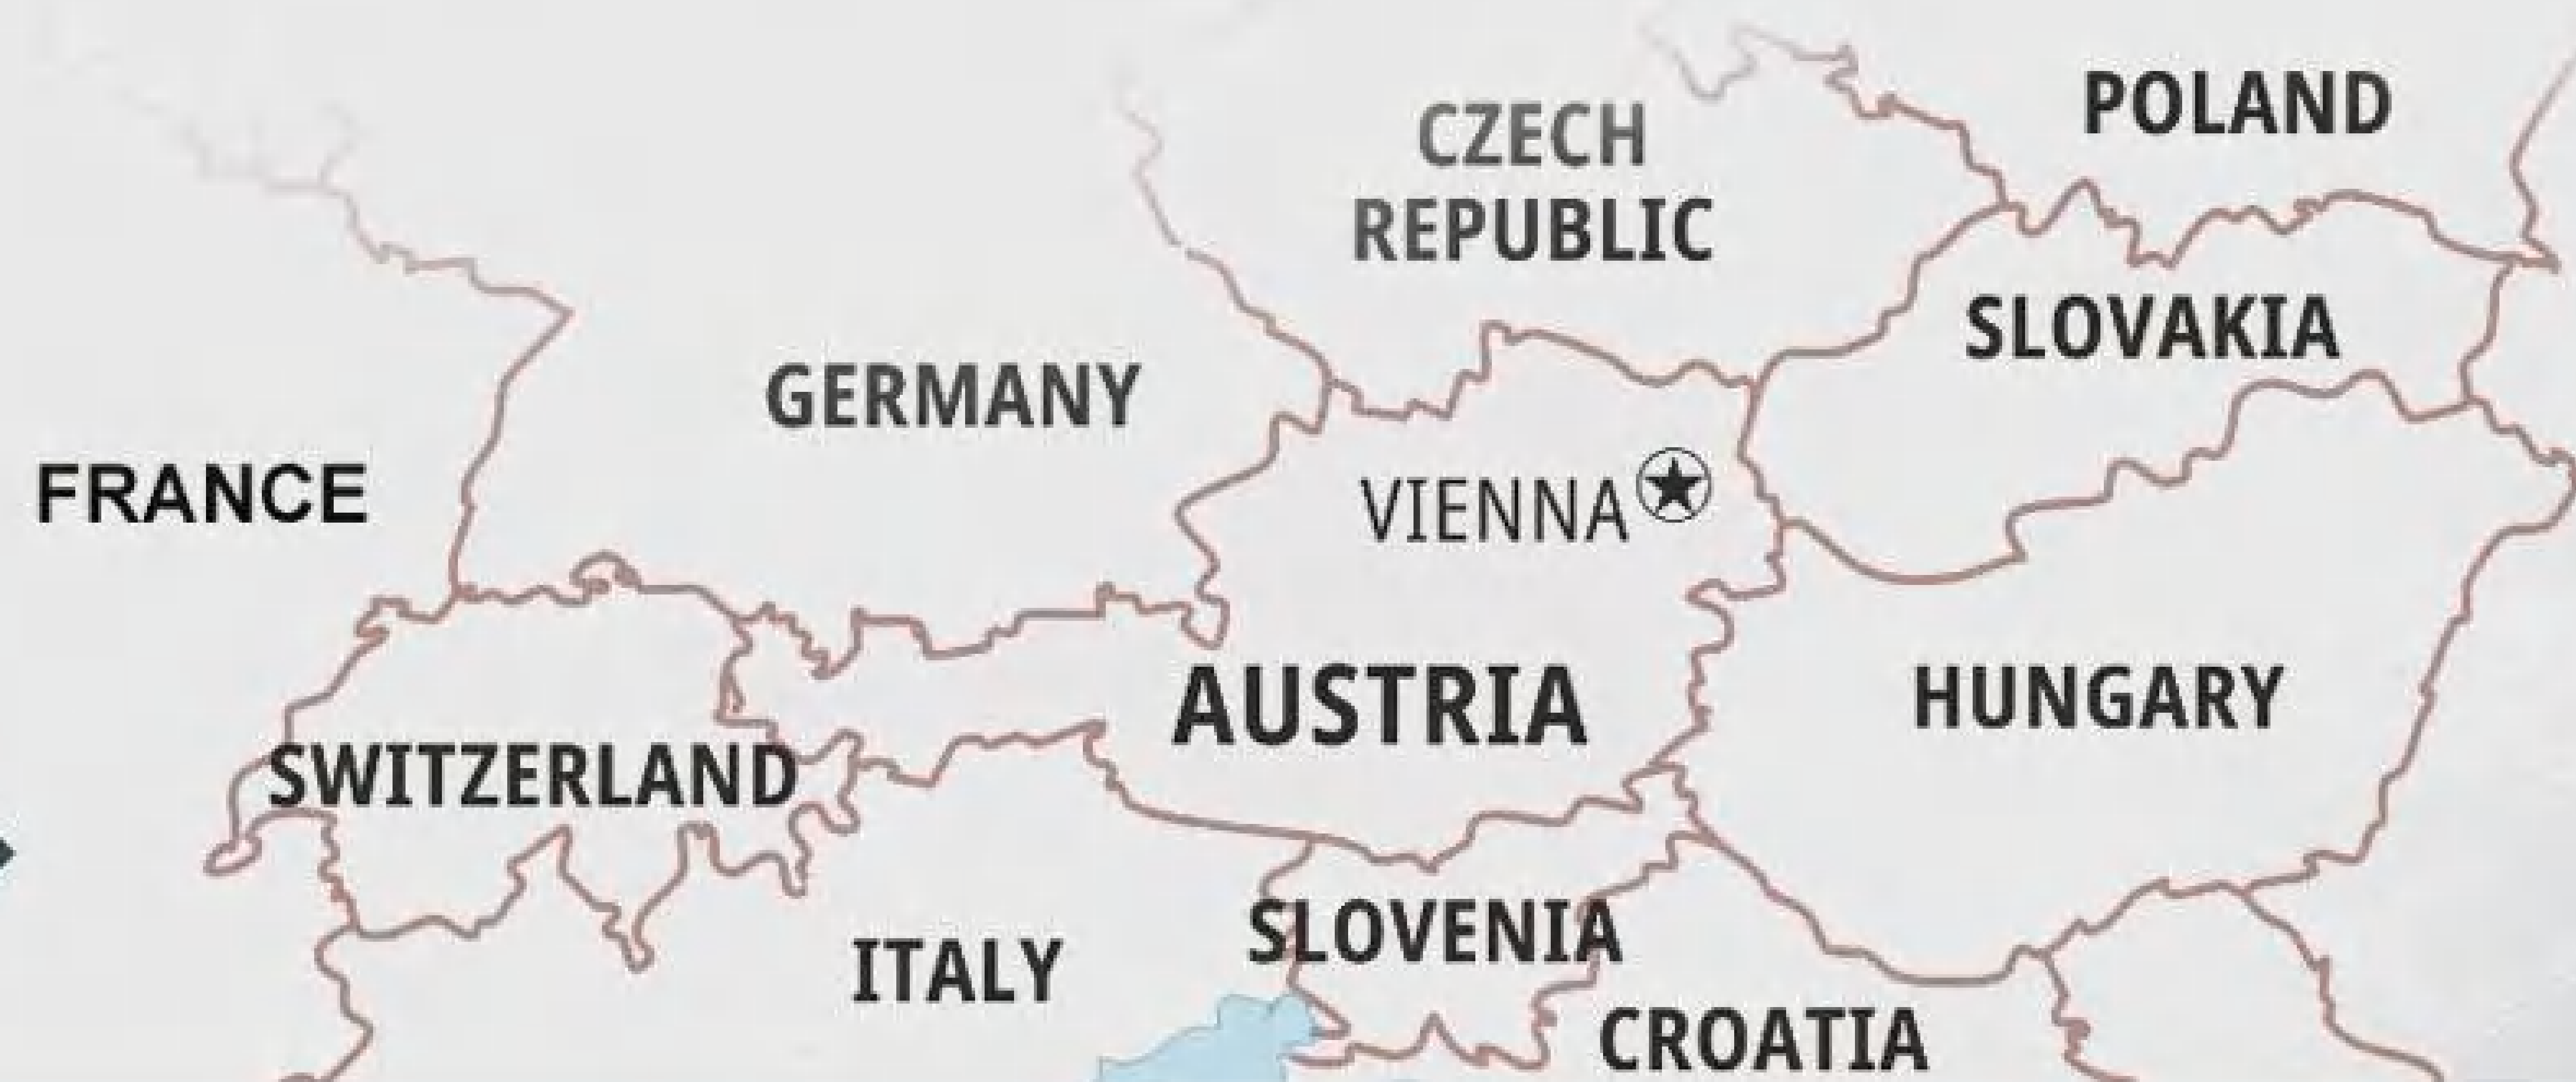 POLAND
CZECH
REPUBLIC
SLOVAKIA
GERMANY
FRANCE
VIENNA
AUSTRIA
HUNGARY
SWITZERLAND
SLOVENIA
ITALY
CROATIA